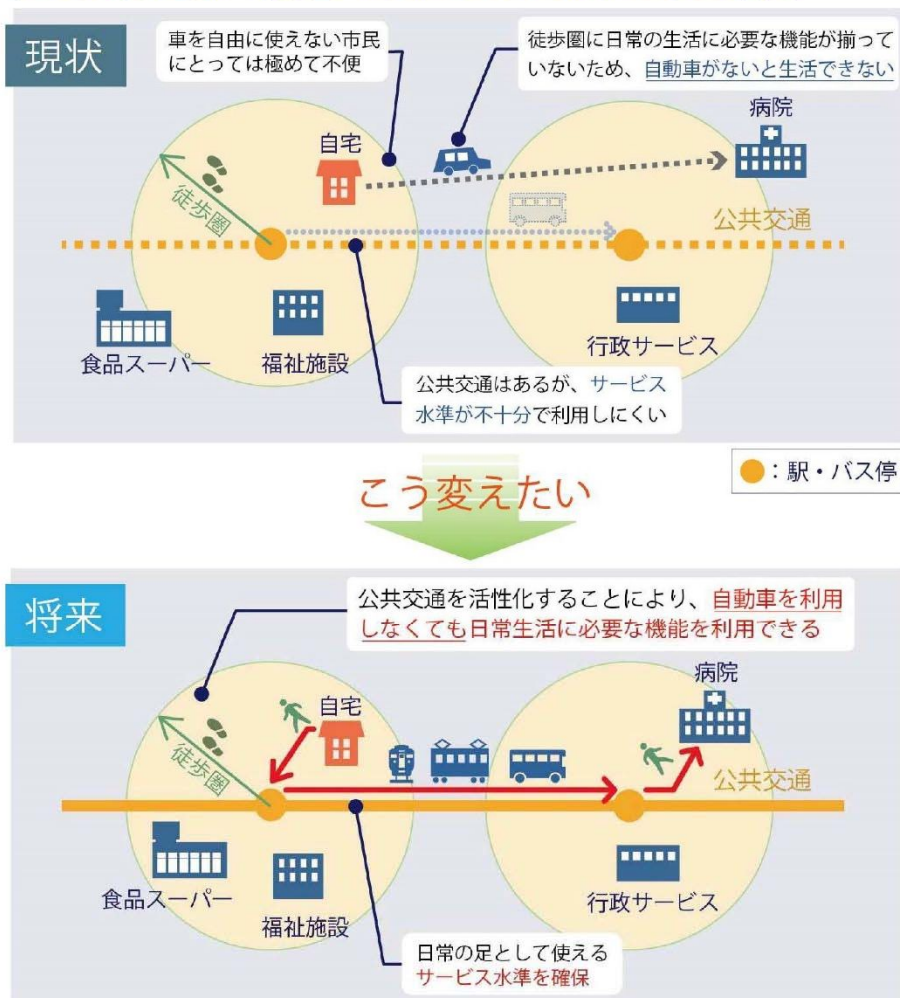 現状
車を自由に使えない市民
にとっては極めて不便
徒歩圏に日常の生活に必要な機能が揃って
いないため、自動車がないと生活できない
自宅
病院
徒歩圏
公共交通
食品スーパー
福祉施設
行政サービス
公共交通はあるが、サービス
水準が不十分で利用しにくい
こう変えたい
:駅・バス停
将来
公共交通を活性化することにより、自動車を利用
しなくても日常生活に必要な機能を利用できる
自宅
病院
徒歩圏
公共交通
食品スーパー
福祉施設
行政サービス
日常の足として使える
サービス水準を確保